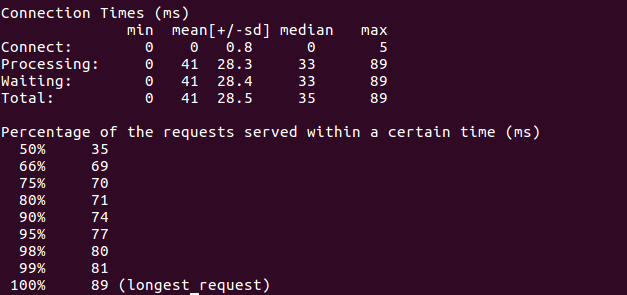 Connection Times (ms)
              min  mean[+/-sd] median   max
Connect:        0    0   0.8      0       5
Processing:     0   41  28.3     33      89
Waiting:        0   41  28.4     33      89
Total:          0   41  28.5     35      89

Percentage of the requests served within a certain time (ms)
  50%     35
  66%     69
  75%     70
  80%     71
  90%     74
  95%     77
  98%     80
  99%     81
 100%     89 (longest request)